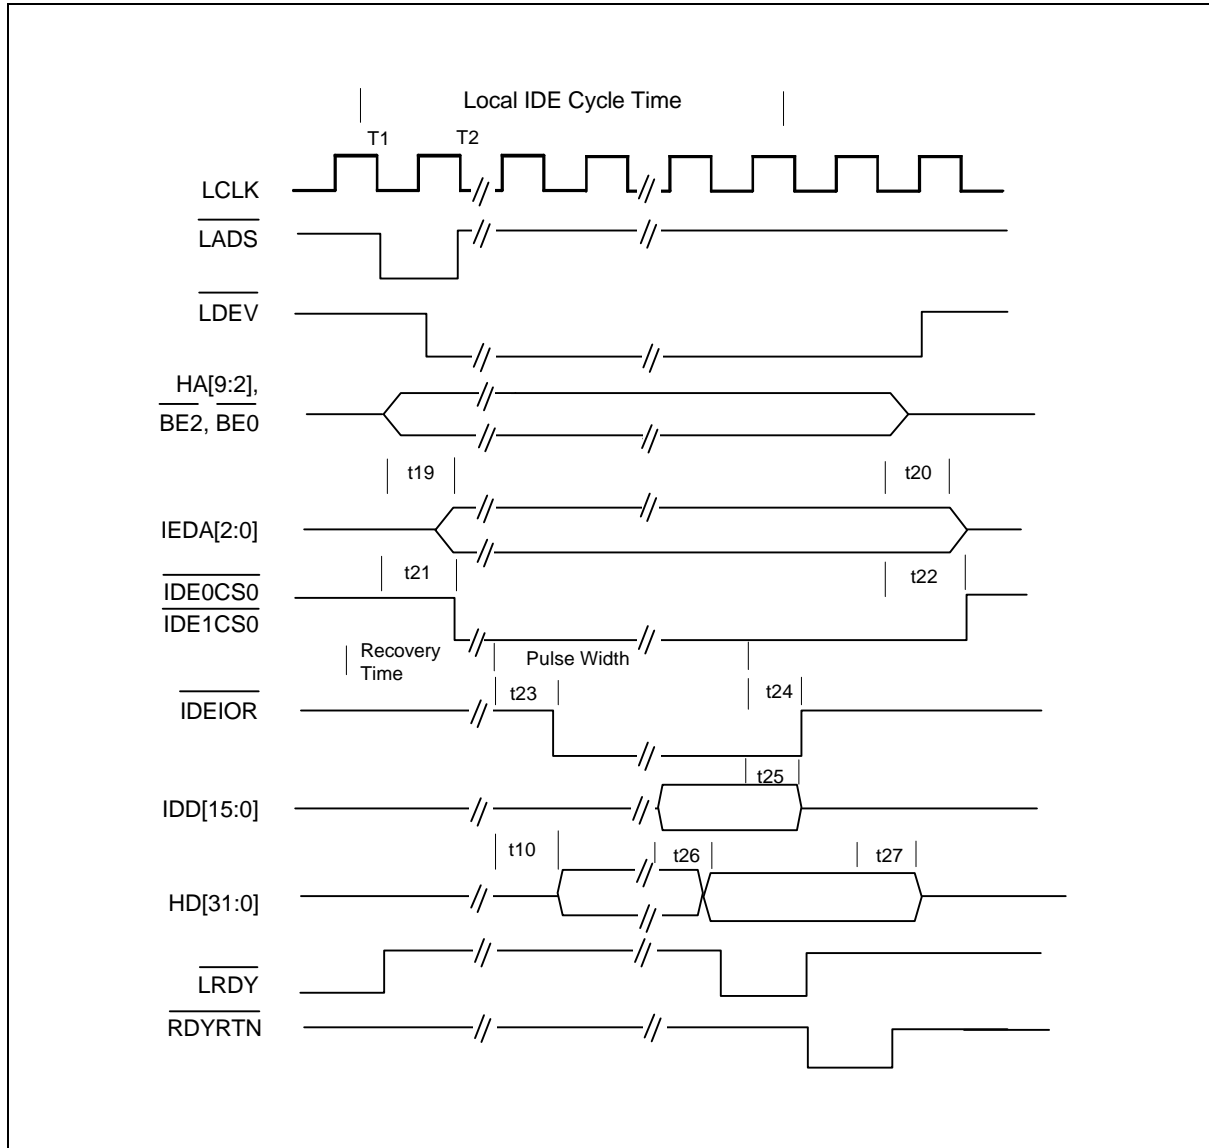 Local IDE Cycle Time
T1
T2
LCLK
LADS
LDEV
HA[9:2],
BE2, BE0
t19
t20
IEDA[2:0]
t21
t22
IDE0CS0
IDE1CS0
Recovery
Time
Pulse Width
t23
t24
IDEIOR
t25
IDD[15:0]
t10
t26
t27
HD[31:0]
LRDY
RDYRTN